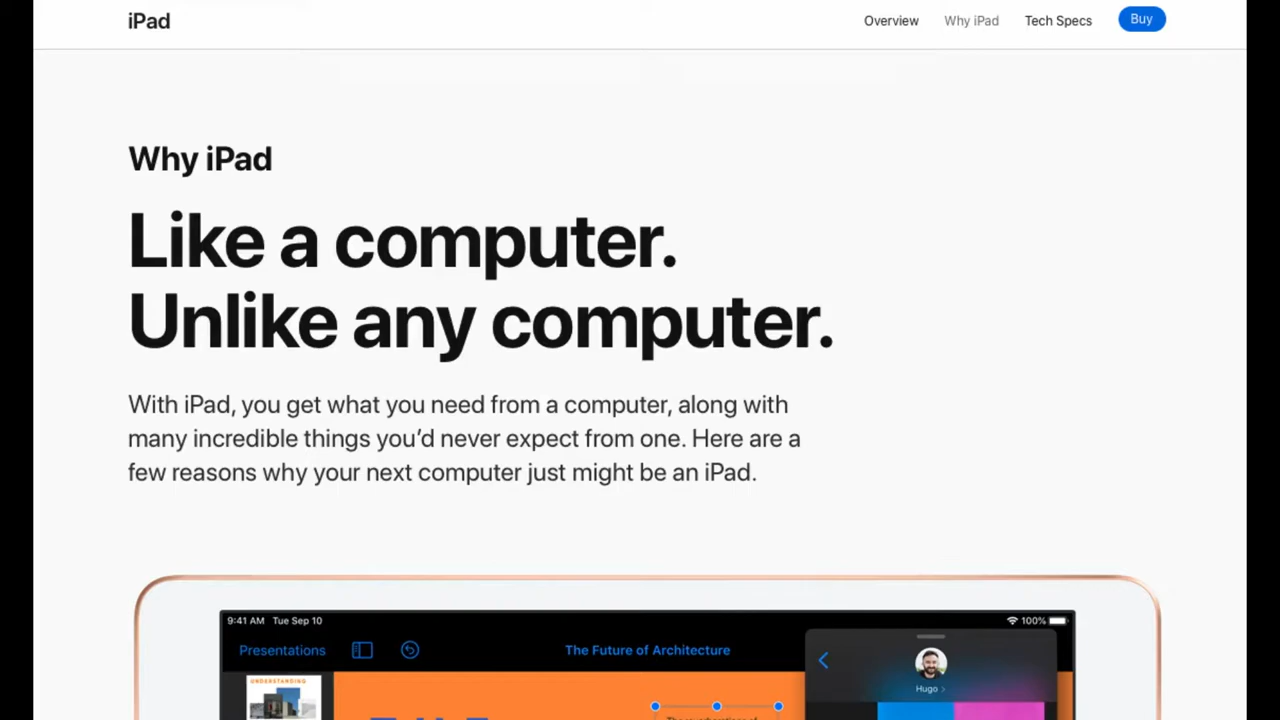 iPad
Overview Why iPad Tech Specs Buy
Why iPad
Like a computer.
Unlike any computer.
With iPad, you get what you need from a computer, along with
many incredible things you’d never expect from one. Here are a
few reasons why your next computer just might be an iPad.
9:41 AM Tue Sep 10 100%
Presentations The Future of Architecture
Hugo
UNDERSTANDING